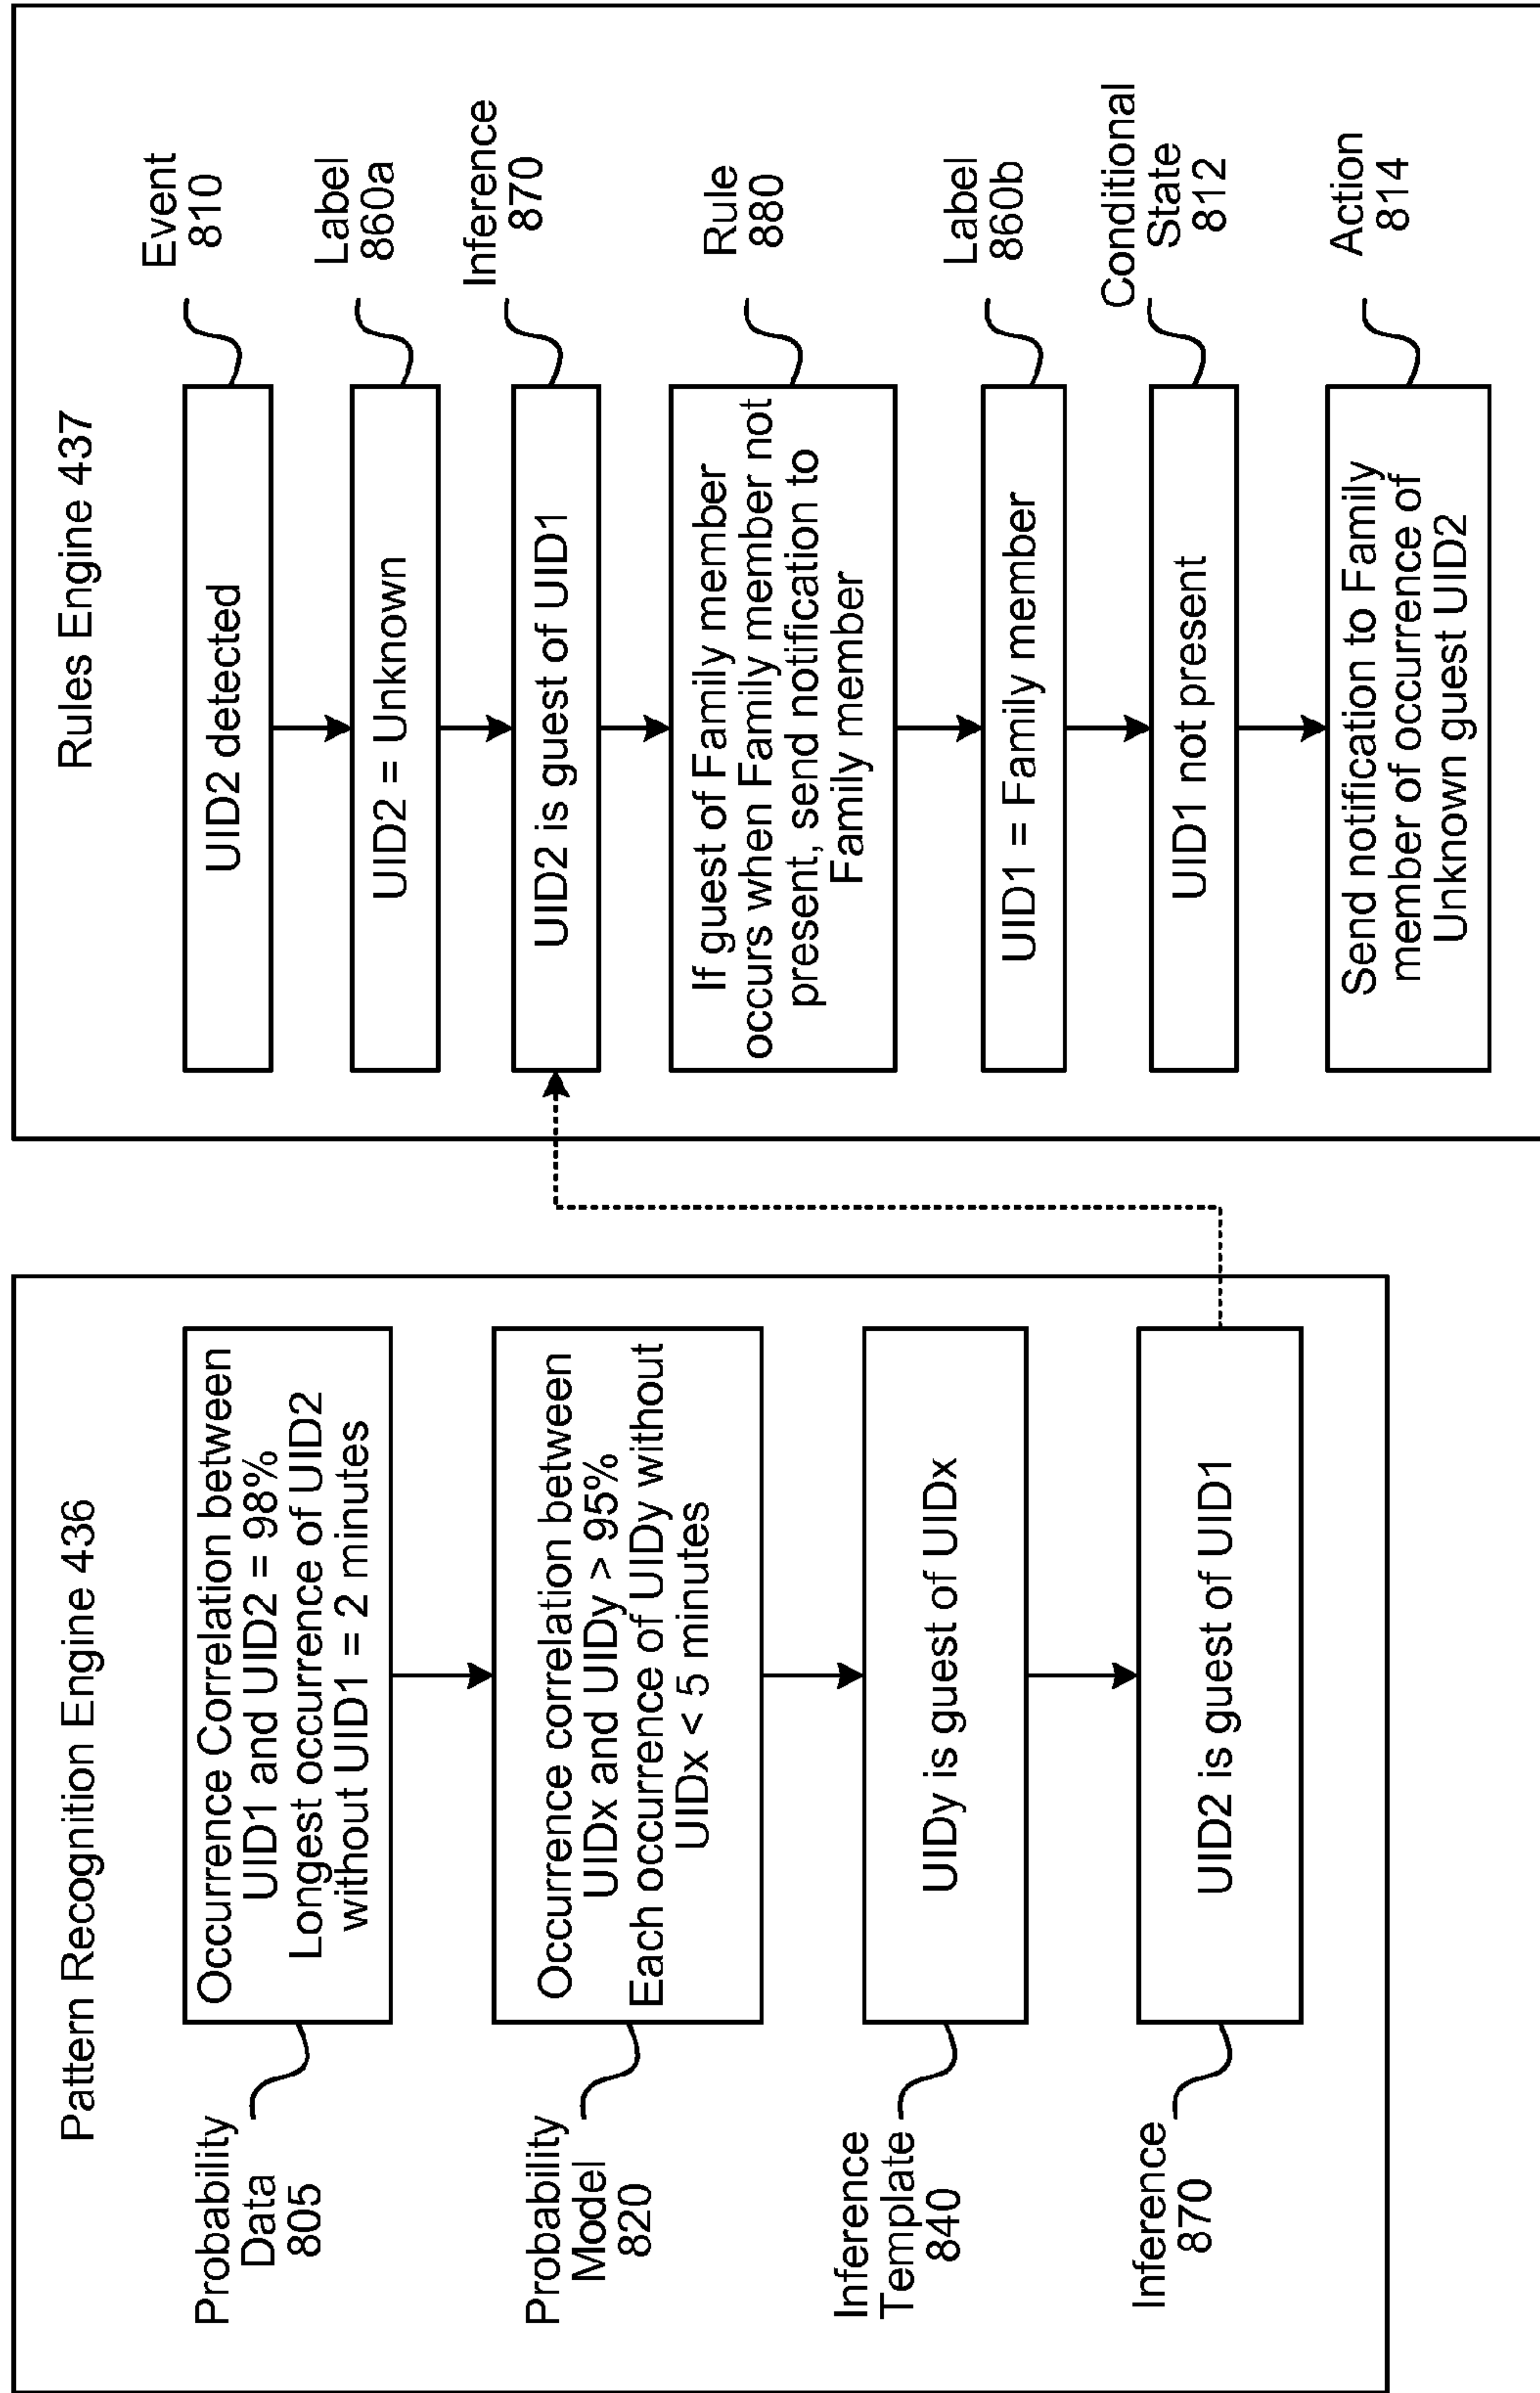 Pattern Recognition Engine 436
Probability
Data
805
Occurrence Correlation between
UID1 and UID2 = 98%
Longest occurrence of UID2
without UID1 = 2 minutes
Probability
Model
820
Occurrence correlation between
UIDx and UIDy > 95%
Each occurrence of UIDy without
UIDx < 5 minutes
Inference
Template
840
UIDy is guest of UIDx
Inference
870
UID2 is guest of UID1
Rules Engine 437
UID2 detected
Event
810
UID2 = Unknown
Label
860a
UID2 is guest of UID1
Inference
870
If guest of Family member
occurs when Family member not
present, send notification to
Family member
Rule
880
UID1 = Family member
Label
860b
UID1 not present
Conditional
State
812
Send notification to Family
member of occurrence of
Unknown guest UID2
Action
814